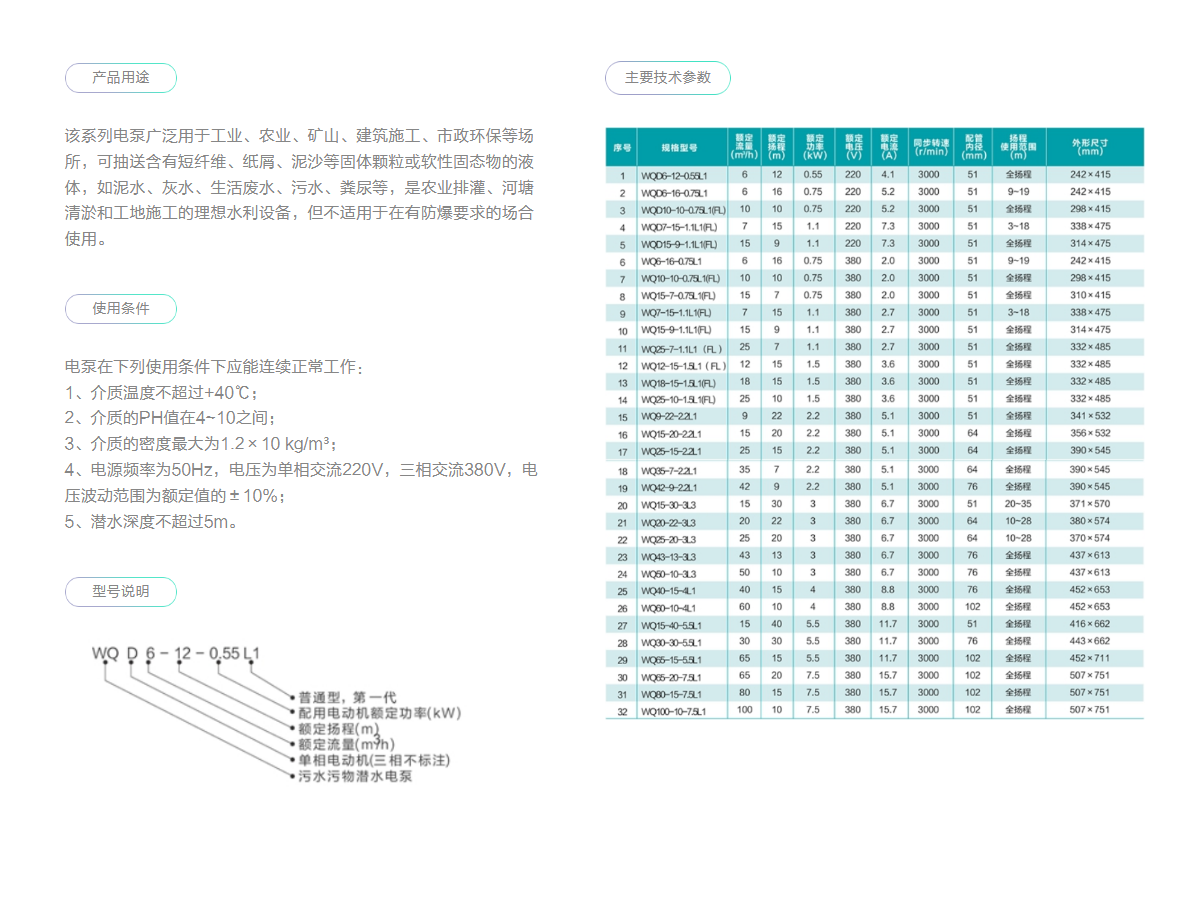 产品用途
该系列电泵广泛用于工业、农业、矿山、建筑施工、市政环保等场
所，可抽送含有短纤维、纸屑、泥沙等固体颗粒或软性固态物的液
体，如泥水、灰水、生活废水、污水、粪尿等，是农业排灌、河塘
清淤和工地施工的理想水利设备，但不适用于在有防爆要求的场合
使用。
使用条件
电泵在下列使用条件下应能连续正常工作：
1、介质温度不超过+40℃；
2、介质的PH值在4~10之间；
3、介质的密度最大为1.2×10 kg/m³；
4、电源频率为50Hz，电压为单相交流220V，三相交流380V，电
压波动范围为额定值的±10%；
5、潜水深度不超过5m。
型号说明
WQ D 6-12-0.55 L1
普通型，第一代
配用电动机额定功率(kW)
额定扬程(m)
额定流量(m³/h)
单相电动机(三相不标注)
污水污物潜水电泵
主要技术参数
序号 规格型号 额定流量(m³/h) 额定扬程(m) 额定功率(kW) 额定电压(V) 额定电流(A) 同步转速(r/min) 配管内径(mm) 扬程使用范围(m) 外形尺寸(mm)
1 WQD6-12-0.55L1 6 12 0.55 220 4.1 3000 51 全扬程 242×415
2 WQD6-16-0.75L1 6 16 0.75 220 5.2 3000 51 9~19 242×415
3 WQD10-10-0.75L1(FL) 10 10 0.75 220 5.2 3000 51 全扬程 298×415
4 WQD7-15-1.1L1(FL) 7 15 1.1 220 7.3 3000 51 3~18 338×475
5 WQD15-9-1.1L1(FL) 15 9 1.1 220 7.3 3000 51 全扬程 314×475
6 WQ6-16-0.75L1 6 16 0.75 380 2.0 3000 51 9~19 242×415
7 WQ10-10-0.75L1(FL) 10 10 0.75 380 2.0 3000 51 全扬程 298×415
8 WQ15-7-0.75L1(FL) 15 7 0.75 380 2.0 3000 51 全扬程 310×415
9 WQ7-15-1.1L1(FL) 7 15 1.1 380 2.7 3000 51 3~18 338×475
10 WQ15-9-1.1L1(FL) 15 9 1.1 380 2.7 3000 51 全扬程 314×475
11 WQ25-7-1.1L1（FL） 25 7 1.1 380 2.7 3000 51 全扬程 332×485
12 WQ12-15-1.5L1（FL） 12 15 1.5 380 3.6 3000 51 全扬程 332×485
13 WQ18-15-1.5L1(FL) 18 15 1.5 380 3.6 3000 51 全扬程 332×485
14 WQ25-10-1.5L1(FL) 25 10 1.5 380 3.6 3000 51 全扬程 332×485
15 WQ9-22-2.2L1 9 22 2.2 380 5.1 3000 51 全扬程 341×532
16 WQ15-20-2.2L1 15 20 2.2 380 5.1 3000 64 全扬程 356×532
17 WQ25-15-2.2L1 25 15 2.2 380 5.1 3000 64 全扬程 390×545
18 WQ35-7-2.2L1 35 7 2.2 380 5.1 3000 64 全扬程 390×545
19 WQ42-9-2.2L1 42 9 2.2 380 5.1 3000 76 全扬程 390×545
20 WQ15-30-3L3 15 30 3 380 6.7 3000 51 20~35 371×570
21 WQ20-22-3L3 20 22 3 380 6.7 3000 64 10~28 380×574
22 WQ25-20-3L3 25 20 3 380 6.7 3000 64 10~28 370×574
23 WQ43-13-3L3 43 13 3 380 6.7 3000 76 全扬程 437×613
24 WQ50-10-3L3 50 10 3 380 6.7 3000 76 全扬程 437×613
25 WQ40-15-4L1 40 15 4 380 8.8 3000 76 全扬程 452×653
26 WQ60-10-4L1 60 10 4 380 8.8 3000 102 全扬程 452×653
27 WQ15-40-5.5L1 15 40 5.5 380 11.7 3000 51 全扬程 416×662
28 WQ30-30-5.5L1 30 30 5.5 380 11.7 3000 76 全扬程 443×662
29 WQ65-15-5.5L1 65 15 5.5 380 11.7 3000 102 全扬程 452×711
30 WQ65-20-7.5L1 65 20 7.5 380 15.7 3000 102 全扬程 507×751
31 WQ80-15-7.5L1 80 15 7.5 380 15.7 3000 102 全扬程 507×751
32 WQ100-10-7.5L1 100 10 7.5 380 15.7 3000 102 全扬程 507×751